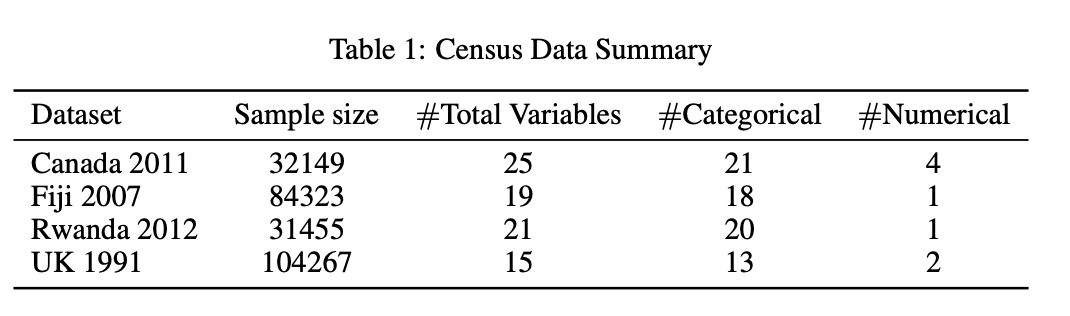 Table 1: Census Data Summary
Dataset Sample size #Total Variables #Categorical #Numerical
Canada 2011 32149 25 21 4
Fiji 2007 84323 19 18 1
Rwanda 2012 31455 21 20 1
UK 1991 104267 15 13 2